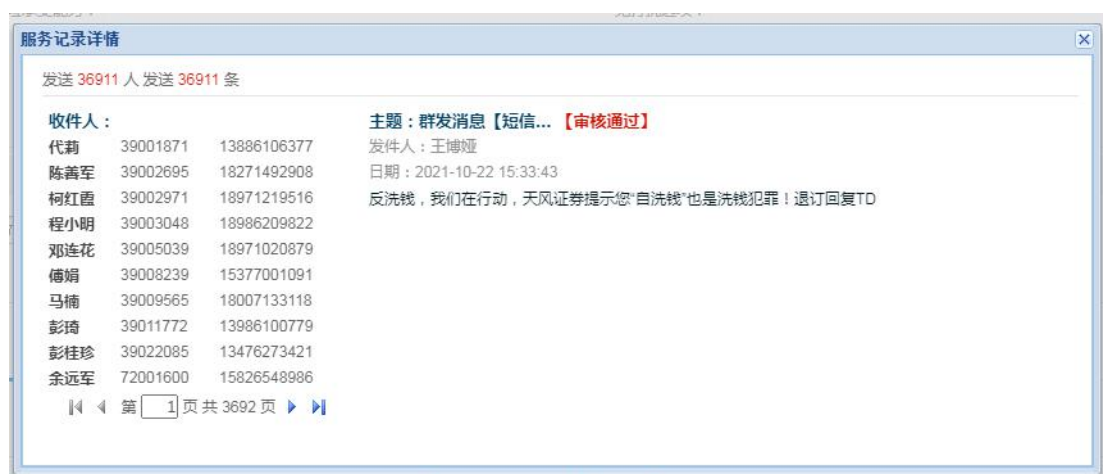 服务记录详情
发送 36911 人 发送 36911 条
收件人：
代莉 39001871 13886106377
陈善军 39002695 18271492908
柯红霞 39002971 18971219516
程小明 39003048 18986209822
邓连花 39005039 18971020879
傅娟 39008239 15377001091
马楠 39009565 18007133118
彭琦 39011772 13986100779
彭桂珍 39022085 13476273421
余远军 72001600 15826548986
第 1 页 共 3692 页
主题：群发消息【短信... 【审核通过】
发件人：王博娅
日期：2021-10-22 15:33:43
反洗钱，我们在行动，天风证券提示您“自洗钱”也是洗钱犯罪！退订回复TD